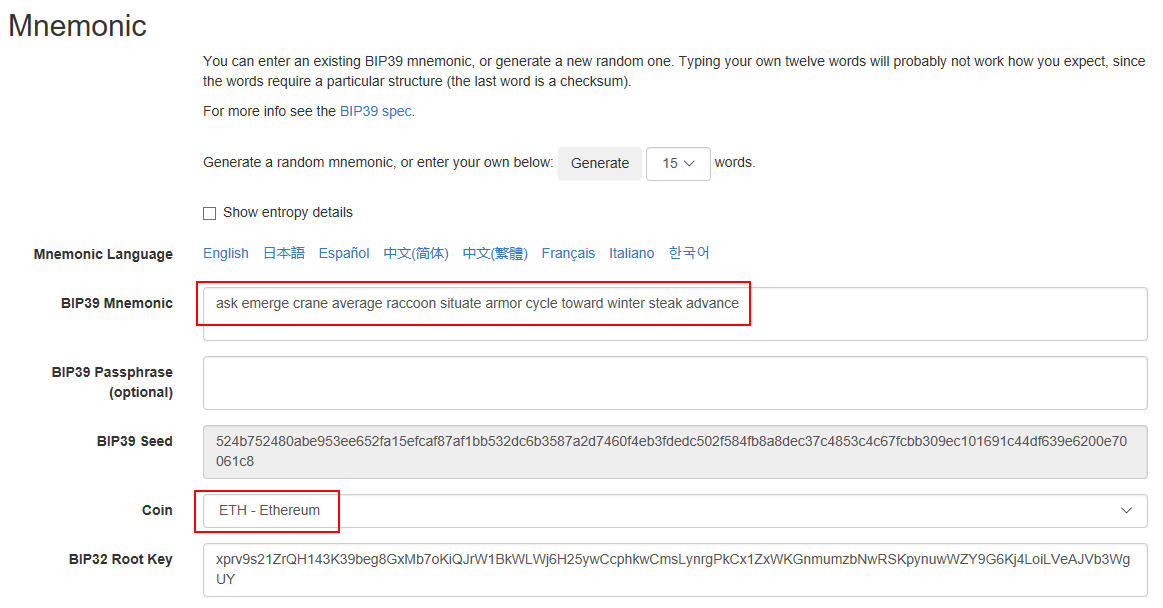 Mnemonic
You can enter an existing BIP39 mnemonic, or generate a new random one. Typing your own twelve words will probably not work how you expect, since
the words require a particular structure (the last word is a checksum).
For more info see the BIP39 spec.
Generate a random mnemonic, or enter your own below: Generate 15 words.
Show entropy details
Mnemonic Language English 日本語 Español 中文(简体) 中文(繁體) Français Italiano 한국어
BIP39 Mnemonic ask emerge crane average raccoon situate armor cycle toward winter steak advance
BIP39 Passphrase
(optional)
BIP39 Seed 524b752480abe953ee652fa15efcaf87af1bb532dc6b3587a2d7460f4eb3fdedc502f584fb8a8dec37c4853c4c67fcbb309ec101691c44df639e6200e70
061c8
Coin ETH - Ethereum
BIP32 Root Key xprv9s21ZrQH143K39beg8GxMb7oKiQJrW1BkWLWj6H25ywCcphkwCmsLynrgPkCx1ZxWKGnmumzbNwRSKpynuwWZY9G6Kj4LoiLVeAJVb3Wg
UY